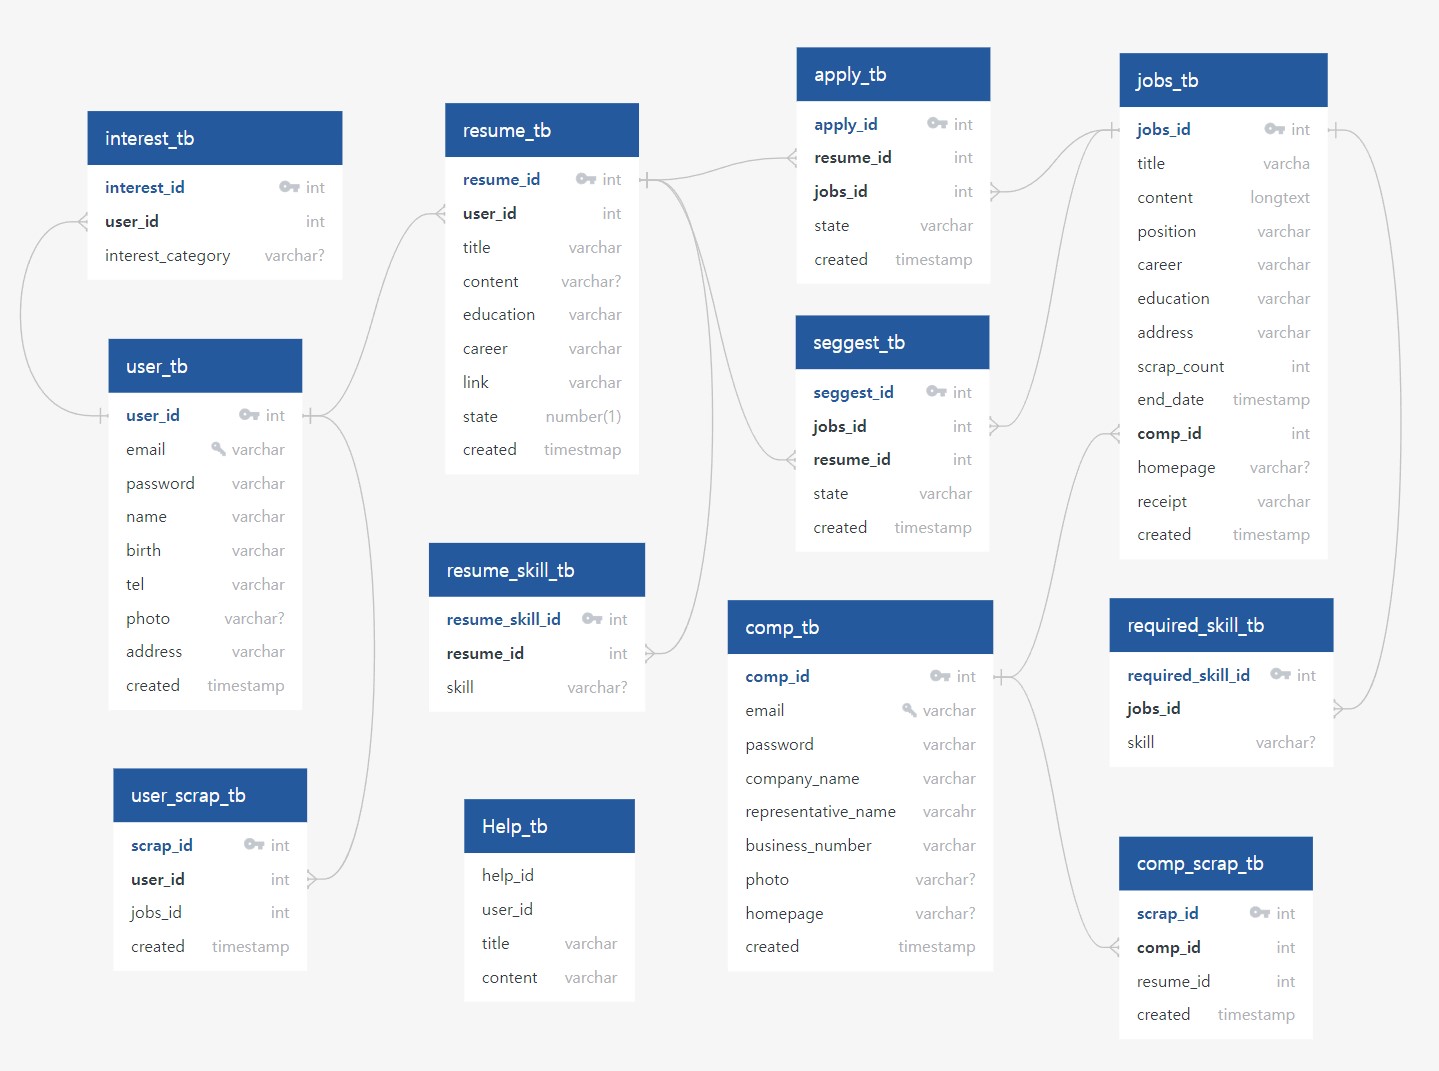 interest_tb
interest_id int
user_id int
interest_category varchar?
user_tb
user_id int
email varchar
password varchar
name varchar
birth varchar
tel varchar
photo varchar?
address varchar
created timestamp
user_scrap_tb
scrap_id int
user_id int
jobs_id int
created timestamp
resume_tb
resume_id int
user_id int
title varchar
content varchar?
education varchar
career varchar
link varchar
state number(1)
created timestmap
resume_skill_tb
resume_skill_id int
resume_id int
skill varchar?
Help_tb
help_id
user_id
title varchar
content varchar
apply_tb
apply_id int
resume_id int
jobs_id int
state varchar
created timestamp
seggest_tb
seggest_id int
jobs_id int
resume_id int
state varchar
created timestamp
comp_tb
comp_id int
email varchar
password varchar
company_name varchar
representative_name varcahr
business_number varchar
photo varchar?
homepage varchar?
created timestamp
jobs_tb
jobs_id int
title varcha
content longtext
position varchar
career varchar
education varchar
address varchar
scrap_count int
end_date timestamp
comp_id int
homepage varchar?
receipt varchar
created timestamp
required_skill_tb
required_skill_id int
jobs_id
skill varchar?
comp_scrap_tb
scrap_id int
comp_id int
resume_id int
created timestamp